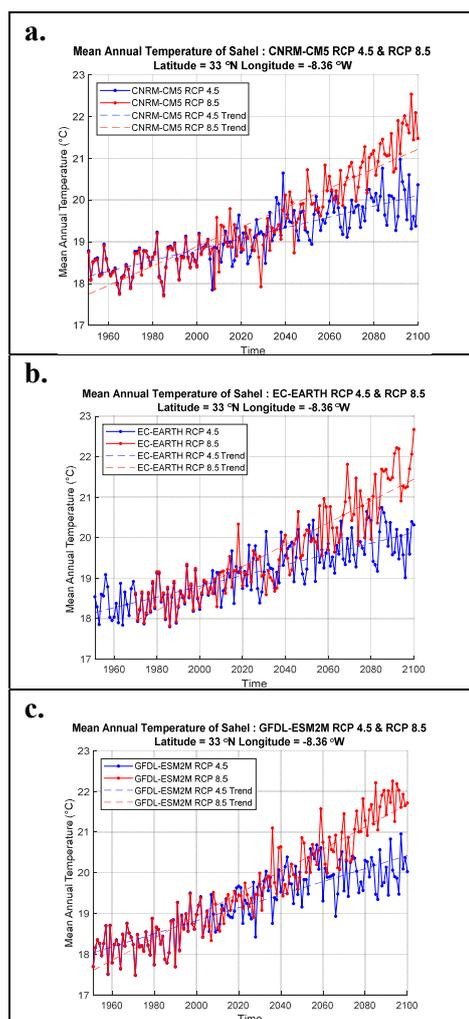 a.
Mean Annual Temperature of Sahel : CNRM-CM5 RCP 4.5 & RCP 8.5
Latitude = 33 °N Longitude = -8.36 °W
CNRM-CM5 RCP 4.5
CNRM-CM5 RCP 8.5
CNRM-CM5 RCP 4.5 Trend
CNRM-CM5 RCP 8.5 Trend
Mean Annual Temperature (°C)
23
22
21
20
19
18
17
1960 1980 2000 2020 2040 2060 2080 2100
Time
b.
Mean Annual Temperature of Sahel : EC-EARTH RCP 4.5 & RCP 8.5
Latitude = 33 °N Longitude = -8.36 °W
EC-EARTH RCP 4.5
EC-EARTH RCP 8.5
EC-EARTH RCP 4.5 Trend
EC-EARTH RCP 8.5 Trend
Mean Annual Temperature (°C)
23
22
21
20
19
18
17
1960 1980 2000 2020 2040 2060 2080 2100
Time
c.
Mean Annual Temperature of Sahel : GFDL-ESM2M RCP 4.5 & RCP 8.5
Latitude = 33 °N Longitude = -8.36 °W
GFDL-ESM2M RCP 4.5
GFDL-ESM2M RCP 8.5
GFDL-ESM2M RCP 4.5 Trend
GFDL-ESM2M RCP 8.5 Trend
Mean Annual Temperature (°C)
23
22
21
20
19
18
17
1960 1980 2000 2020 2040 2060 2080 2100
Time